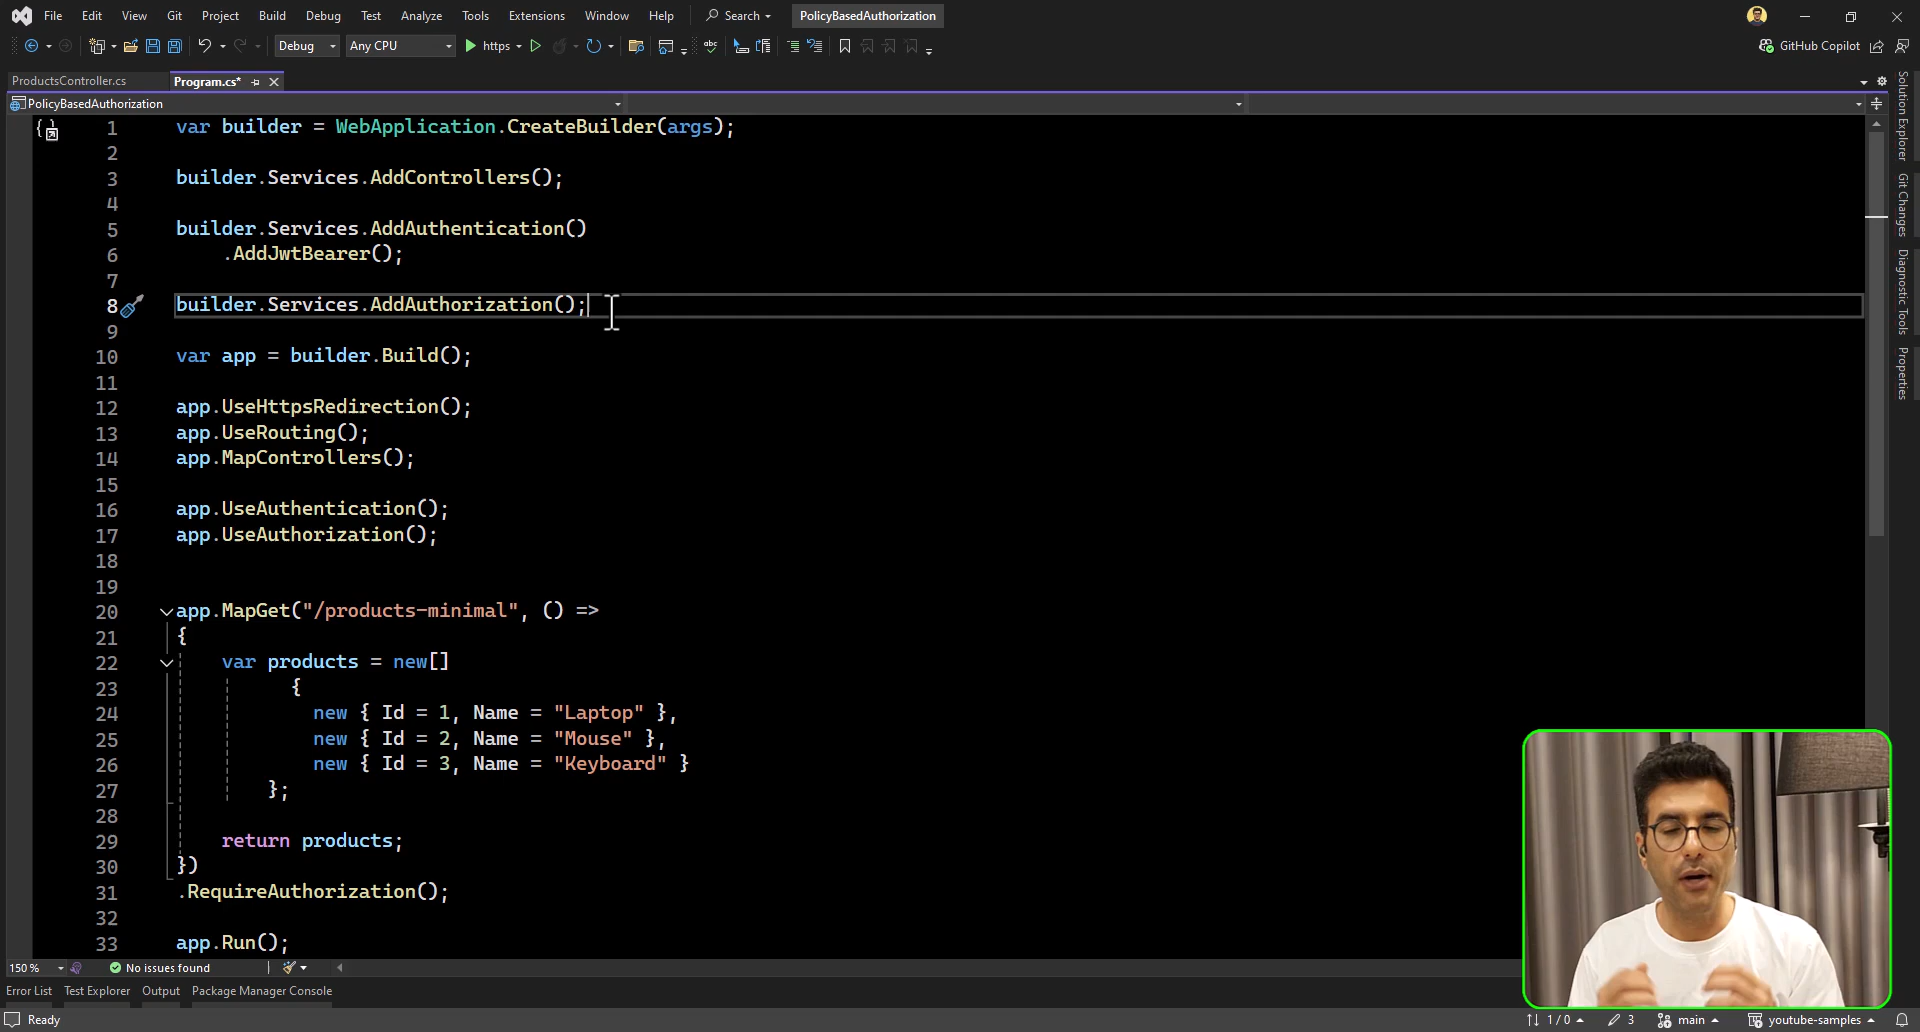 File Edit View Git Project Build Debug Test Analyze Tools Extensions Window Help Search PolicyBasedAuthorization
Debug Any CPU https abc GitHub Copilot
ProductsController.cs Program.cs*
PolicyBasedAuthorization
1 var builder = WebApplication.CreateBuilder(args);
2
3 builder.Services.AddControllers();
4
5 builder.Services.AddAuthentication()
6 .AddJwtBearer();
7
8 builder.Services.AddAuthorization();
9
10 var app = builder.Build();
11
12 app.UseHttpsRedirection();
13 app.UseRouting();
14 app.MapControllers();
15
16 app.UseAuthentication();
17 app.UseAuthorization();
18
19
20 app.MapGet("/products-minimal", () =>
21 {
22 var products = new[]
23 {
24 new { Id = 1, Name = "Laptop" },
25 new { Id = 2, Name = "Mouse" },
26 new { Id = 3, Name = "Keyboard" }
27 };
28
29 return products;
30 })
31 .RequireAuthorization();
32
33 app.Run();
Solution Explorer
Git Changes
Diagnostic Tools
Properties
150 % No issues found
Error List Test Explorer Output Package Manager Console
Ready 1 / 0 3 main youtube-samples